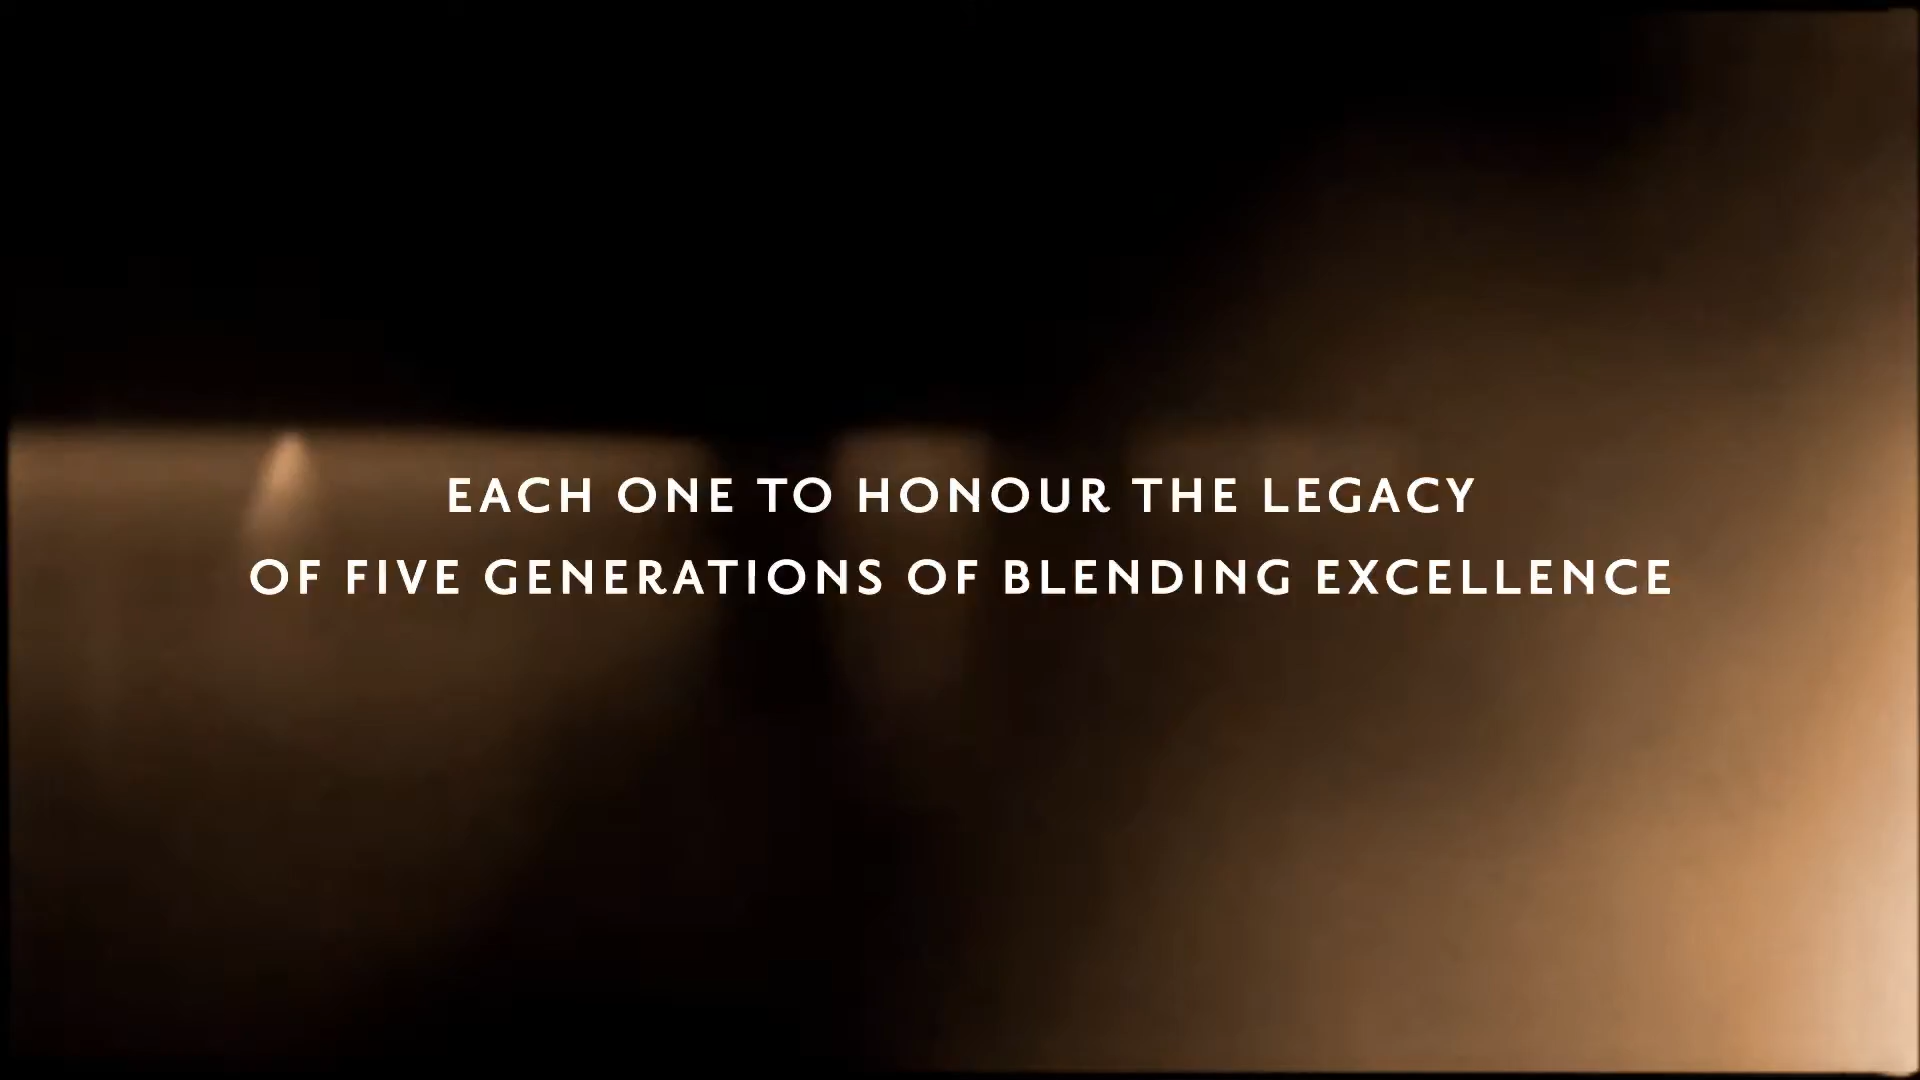 EACH ONE TO HONOUR THE LEGACY
OF FIVE GENERATIONS OF BLENDING EXCELLENCE